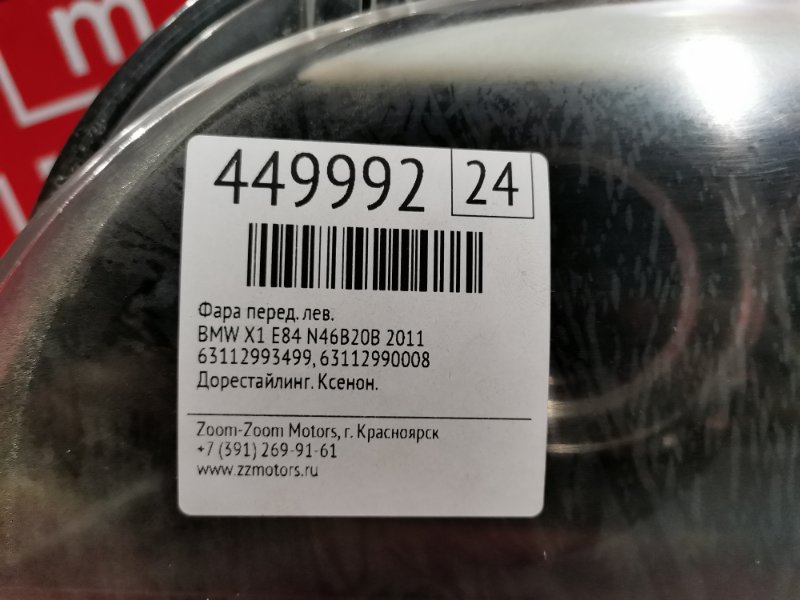 m
449992 24
Фара перед. лев.
BMW X1 E84 N46B20B 2011
63112993499, 63112990008
Дорестайлинг. Ксенон.
Zoom-Zoom Motors, г. Красноярск
+7 (391) 269-91-61
www.zzmotors.ru